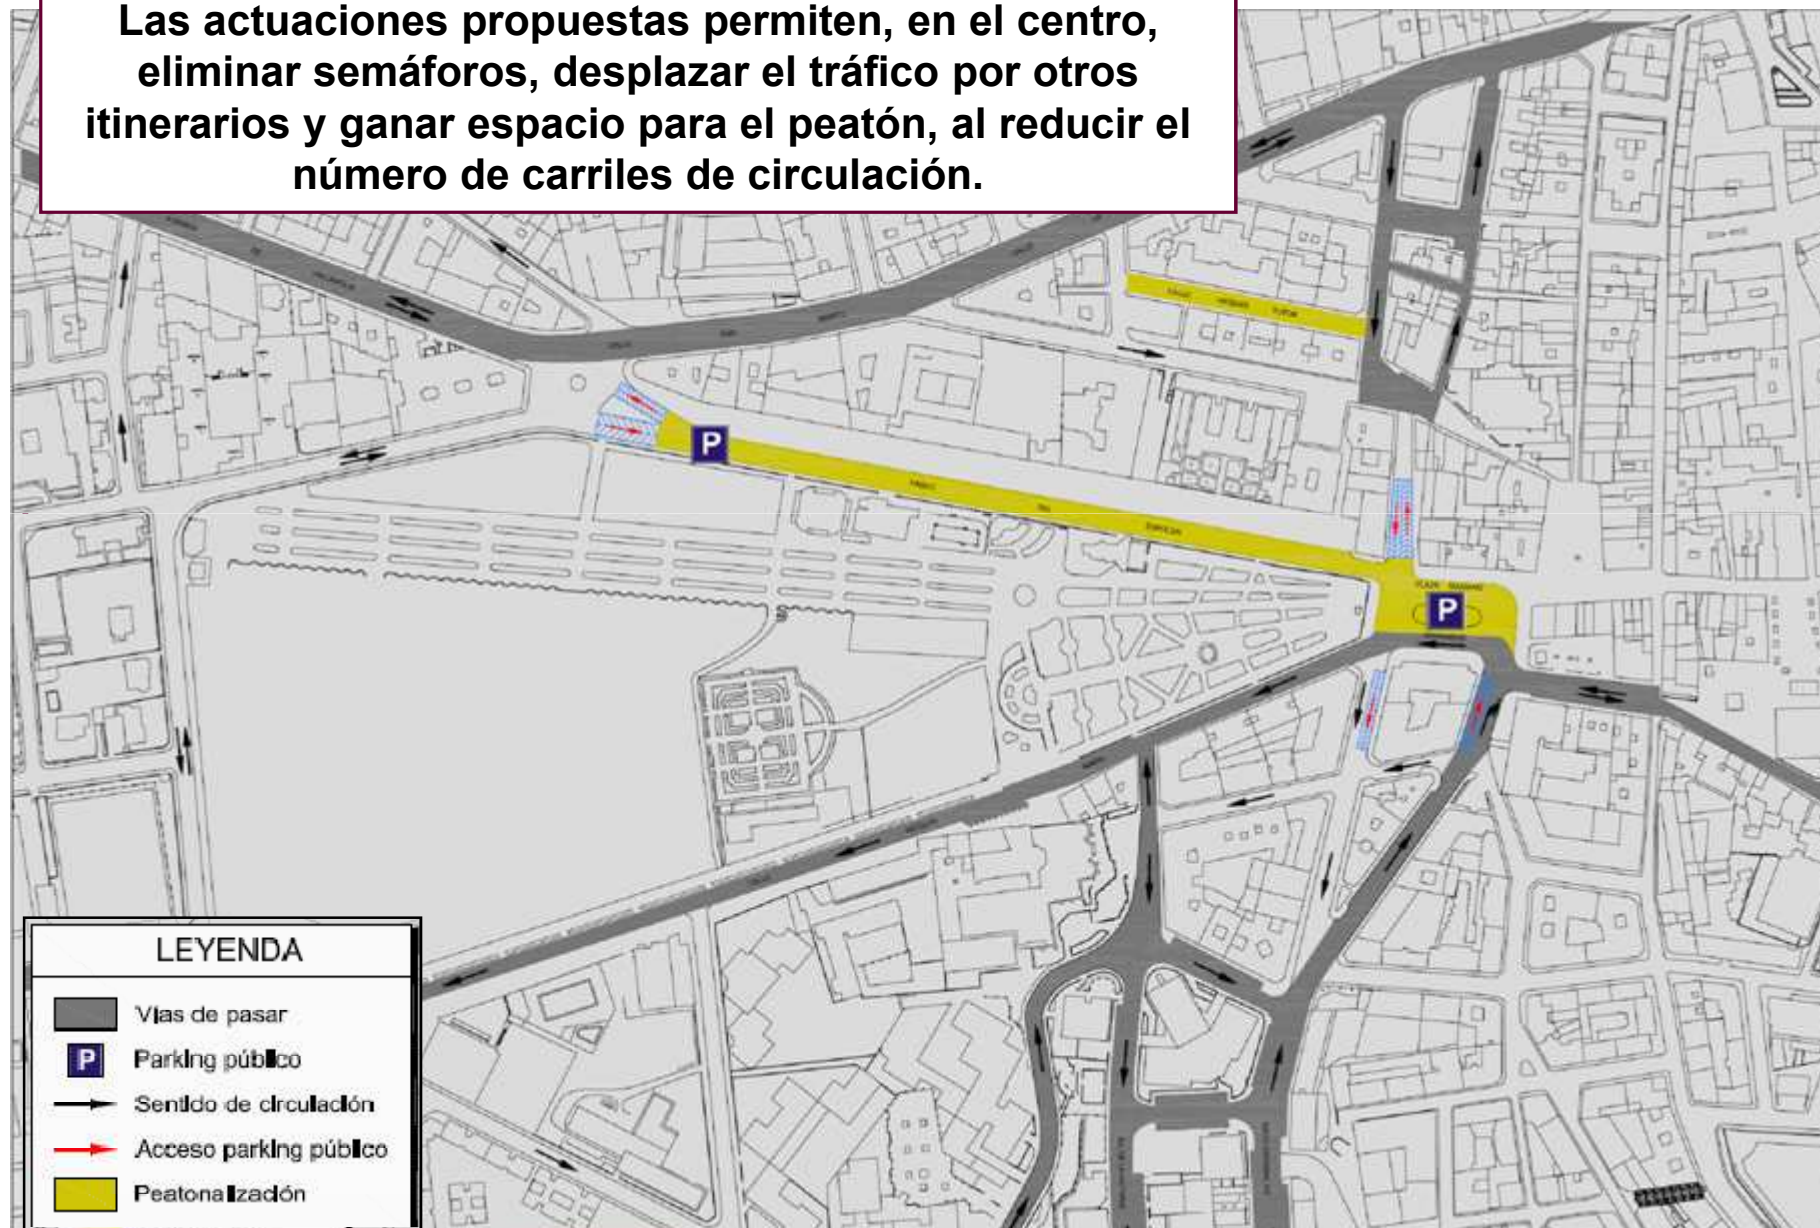 Las actuaciones propuestas permiten, en el centro,
eliminar semáforos, desplazar el tráfico por otros
itinerarios y ganar espacio para el peatón, al reducir el
número de carriles de circulación.
P
P
LEYENDA
Vías de pasar
P
Parking público
Sentido de circulación
Acceso parking público
Peatonalización